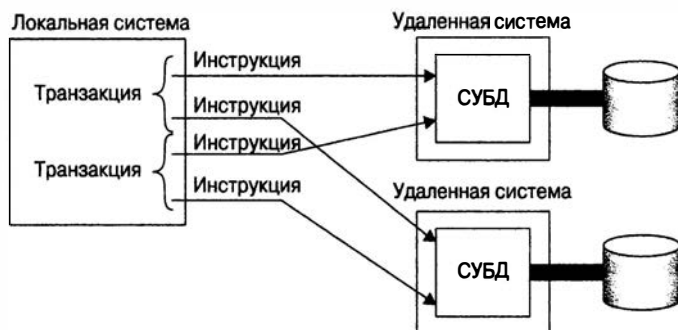 Локальная система
Удаленная система
Инструкция
Транзакция
СУБД
Инструкция
Инструкция
Транзакция
Инструкция
Удаленная система
СУБД